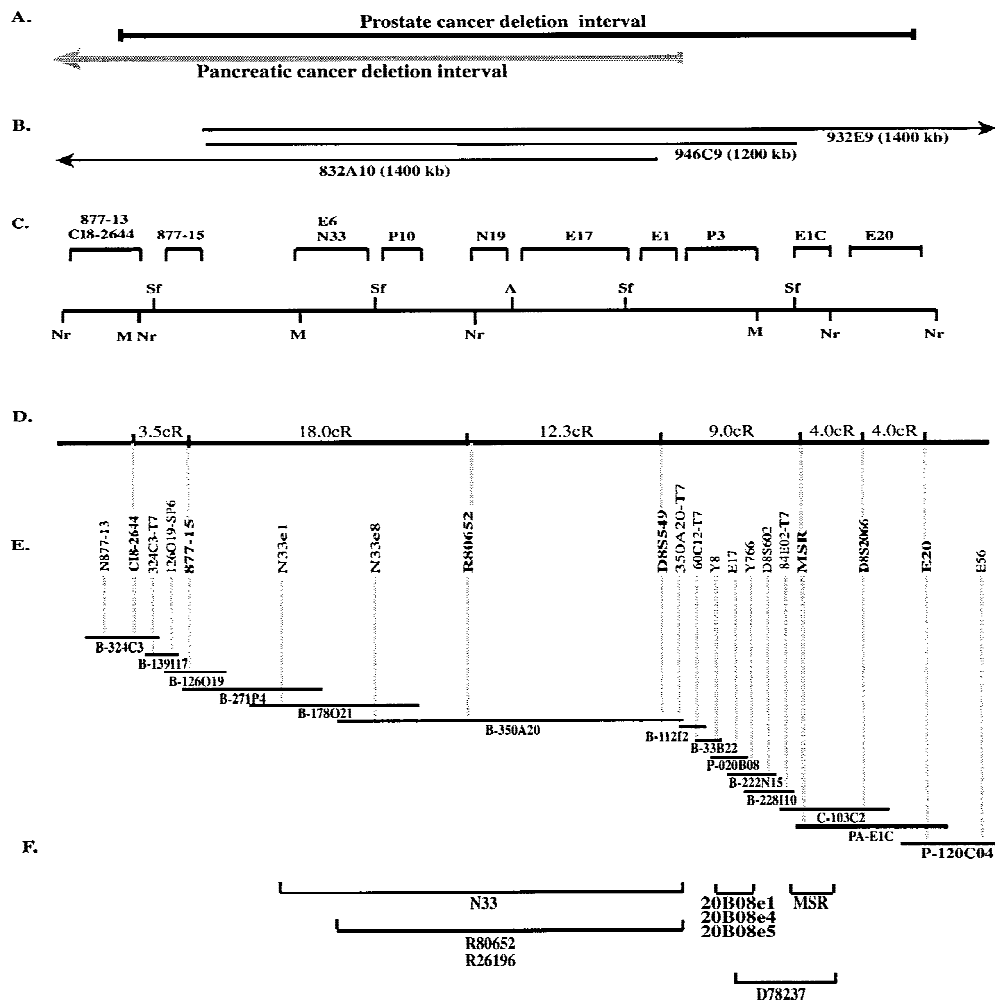 A.
Prostate cancer deletion interval
Pancreatic cancer deletion interval
B.
932E9 (1400 kb)
946C9 (1200 kb)
832A10 (1400 kb)
C.
877-13
C18-2644
877-15
E6
N33
P10
N19
E17
E1
P3
E1C
E20
Sf
Sf
A
Sf
Sf
Nr
M
Nr
M
Nr
M
Nr
Nr
D.
3.5cR
18.0cR
12.3cR
9.0cR
4.0cR
4.0cR
E.
NB77-13
C18-2644
324C3-T7
126O19-SP6
877-15
N33e1
N33e8
R80652
D8S549
350A20-T7
60C12-T7
Y8
E17
Y766
D8S602
84E02-T7
MSR
D8S2066
E20
E56
B-324C3
B-139I17
B-126O19
B-271P4
B-178O21
B-350A20
B-112I2
B-33B22
P-020B08
B-222N15
B-228I10
C-103C2
PA-E1C
P-120C04
F.
N33
20B08e1
20B08e4
20B08e5
MSR
R80652
R26196
D78237